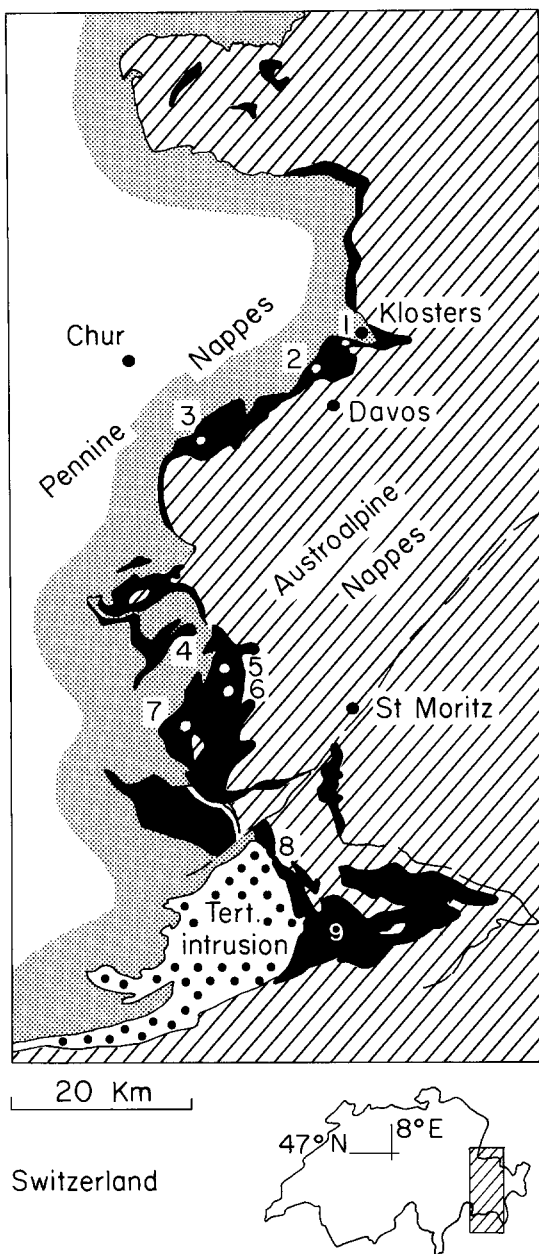 1 Klosters
Chur
Pennine Nappes
2
Davos
3
Austroalpine
Nappes
4
5
6
7
St Moritz
8
Tert.
intrusion
9
20 Km
47°N
8°E
Switzerland